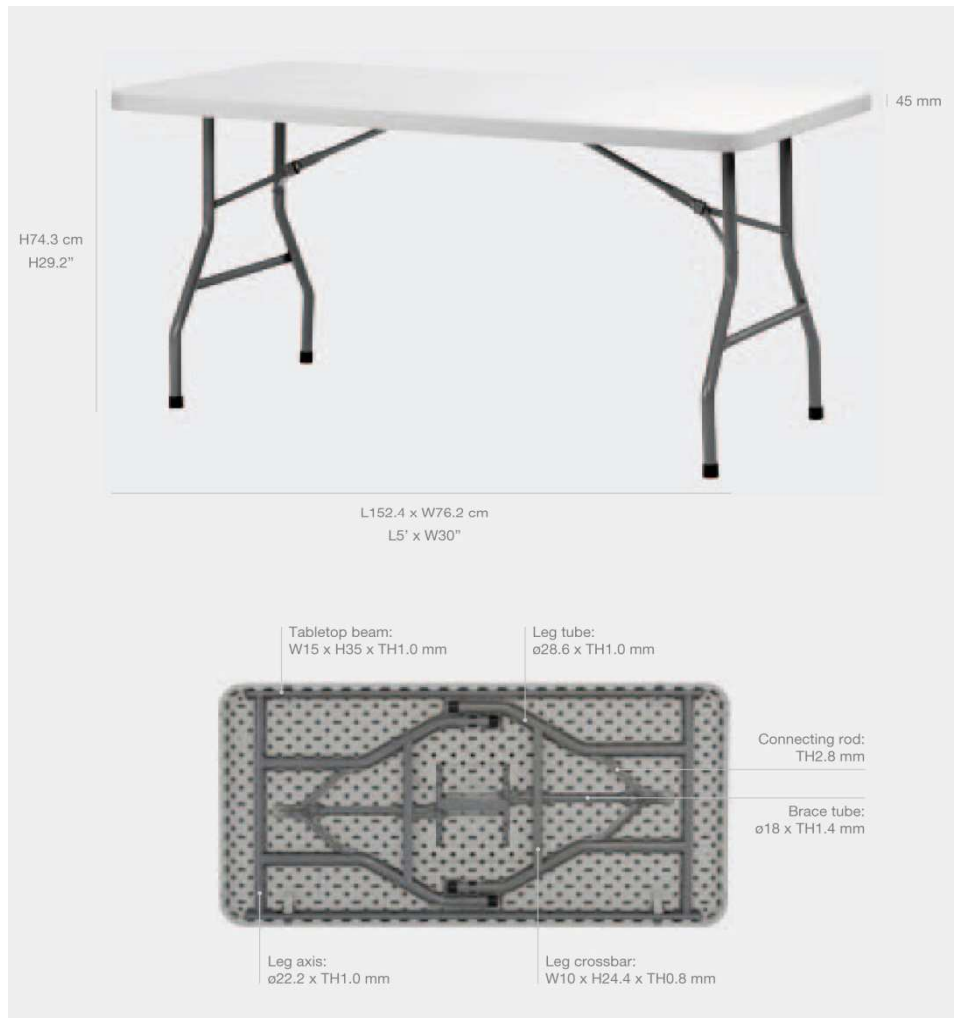 45 mm
H74.3 cm
H29.2”
L152.4 x W76.2 cm
L5’ x W30”
Tabletop beam:
W15 x H35 x TH1.0 mm
Leg tube:
ø28.6 x TH1.0 mm
Connecting rod:
TH2.8 mm
Brace tube:
ø18 x TH1.4 mm
Leg axis:
ø22.2 x TH1.0 mm
Leg crossbar:
W10 x H24.4 x TH0.8 mm